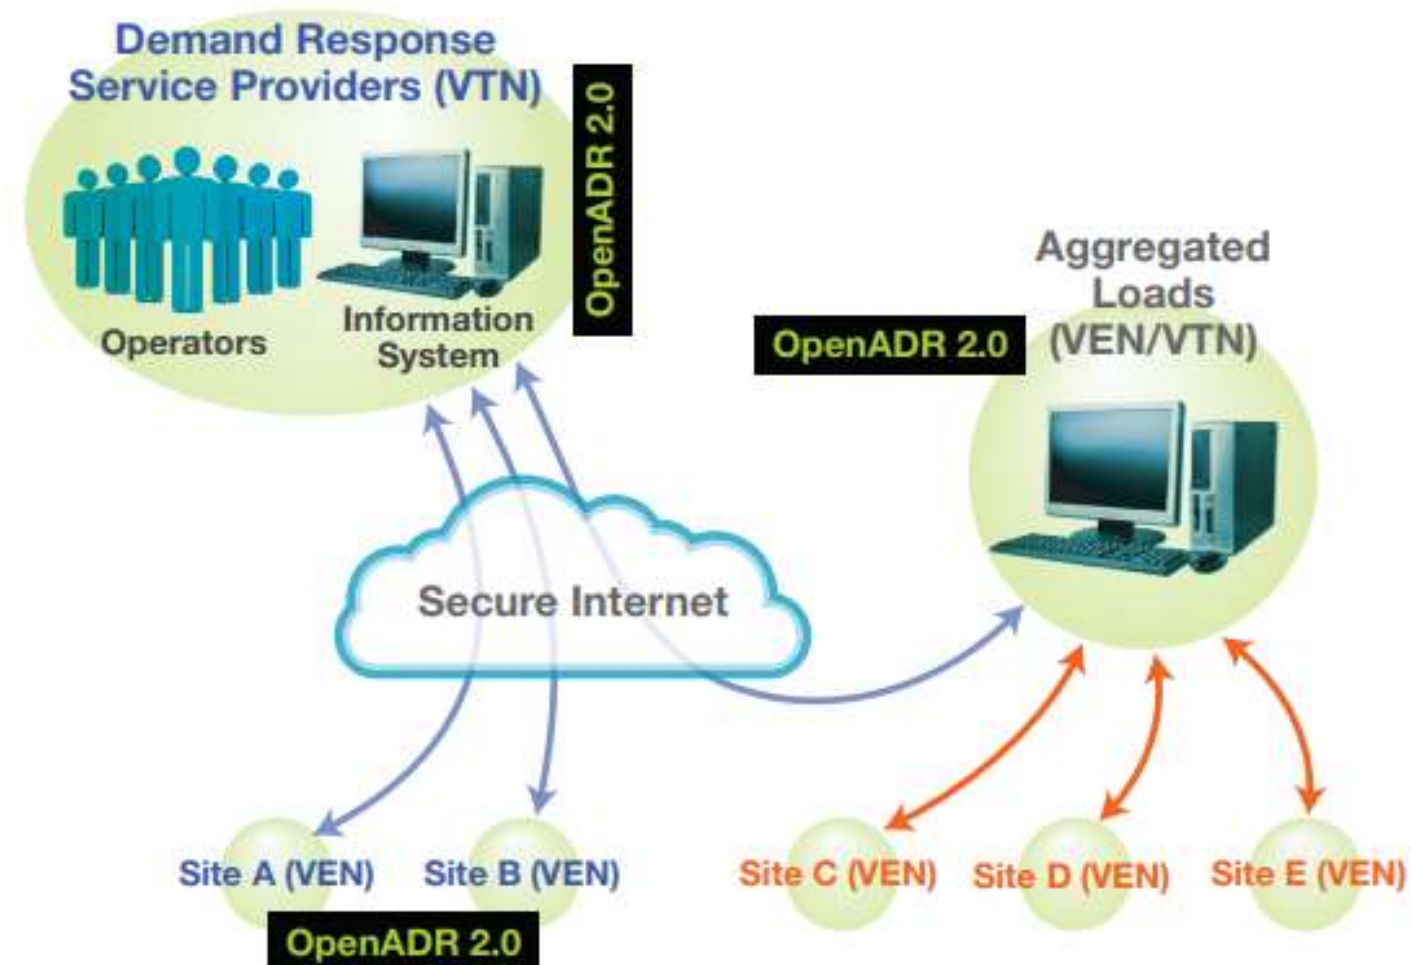 Demand Response
Service Providers (VTN)
OpenADR 2.0
Operators
Information
System
Aggregated
Loads
(VEN/VTN)
OpenADR 2.0
Secure Internet
Site A (VEN)
Site B (VEN)
Site C (VEN)
Site D (VEN)
Site E (VEN)
OpenADR 2.0